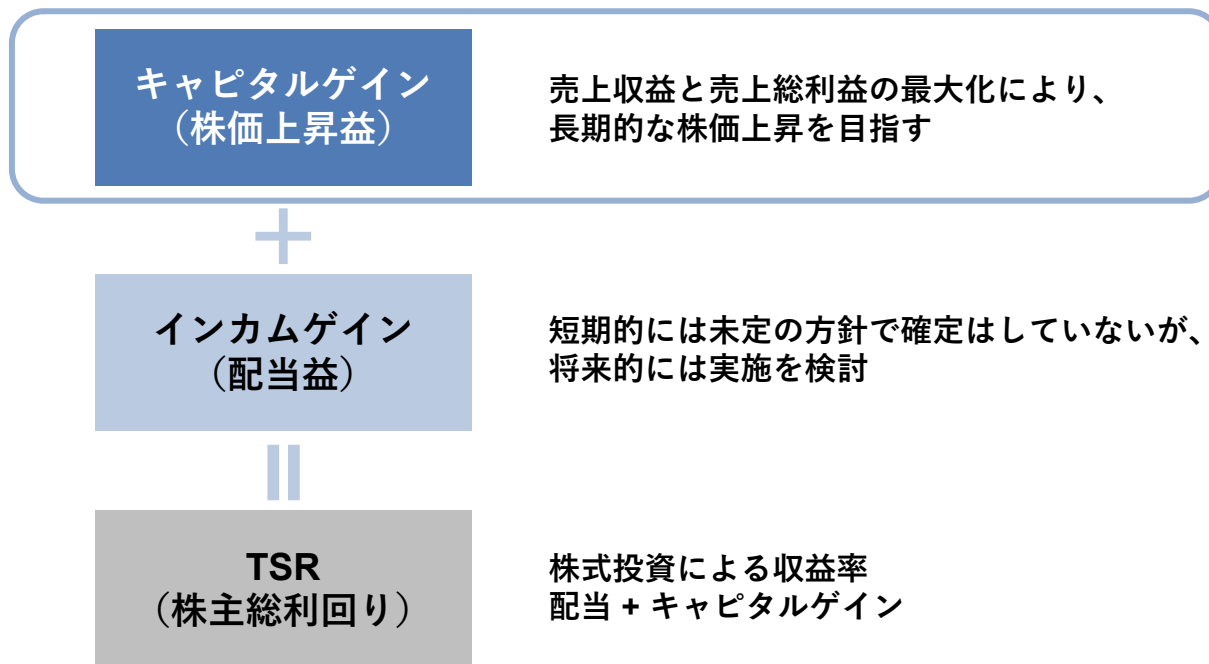 キャピタルゲイン
（株価上昇益）
売上収益と売上総利益の最大化により、
長期的な株価上昇を目指す
+
インカムゲイン
（配当益）
短期的には未定の方針で確定はしていないが、
将来的には実施を検討
TSR
（株主総利回り）
株式投資による収益率
配当 + キャピタルゲイン